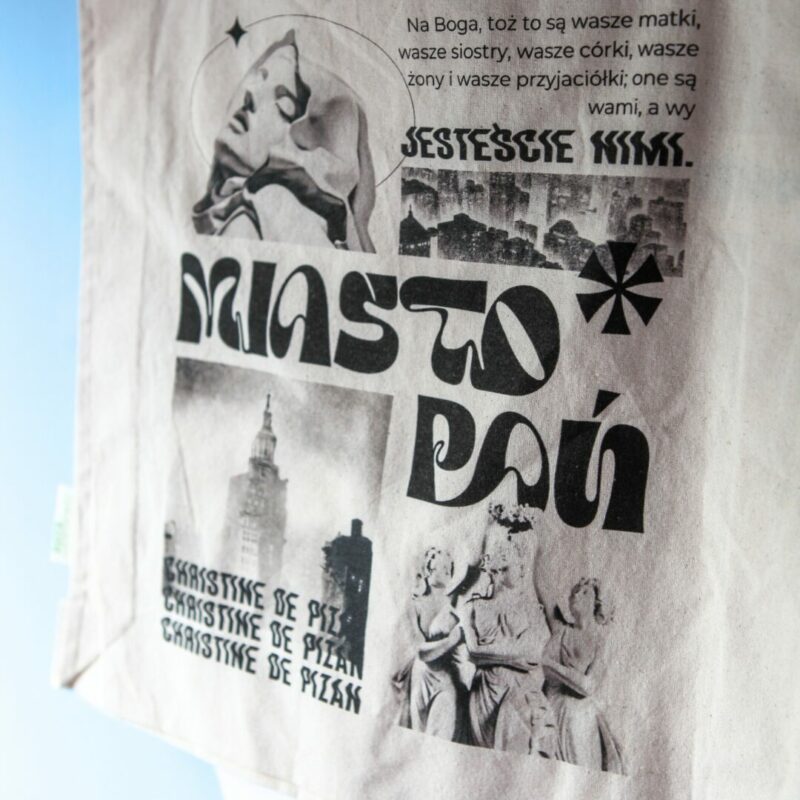 Na Boga, toż to są wasze matki,
wasze siostry, wasze córki, wasze
żony i wasze przyjaciółki; one są
wami, a wy
JESTEŚCIE NIMI.
MIASTO*
PAŃ
CHRISTINE DE PIZAN
CHRISTINE DE PIZAN
CHRISTINE DE PIZAN